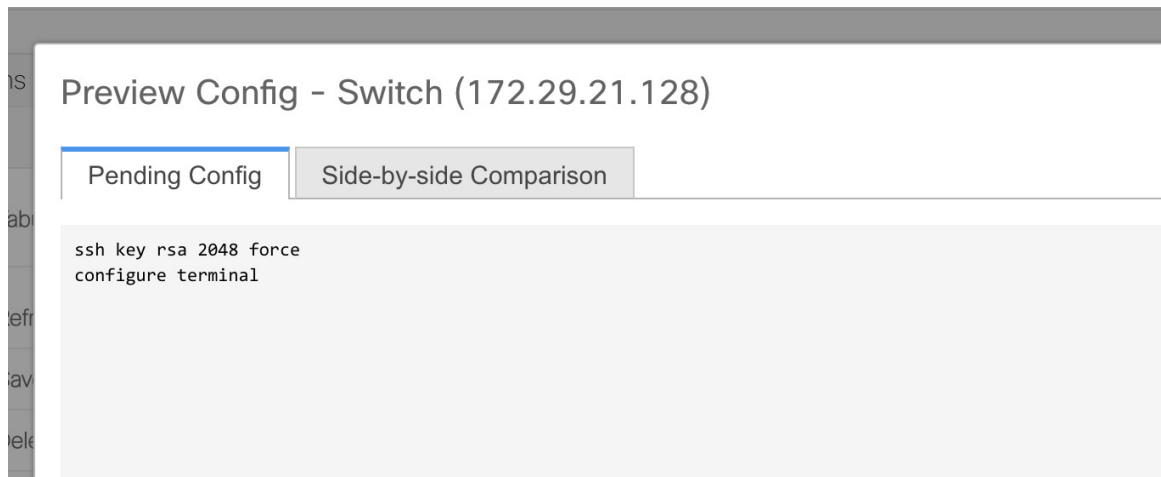 Preview Config - Switch (172.29.21.128)
Pending Config
Side-by-side Comparison
ssh key rsa 2048 force
configure terminal